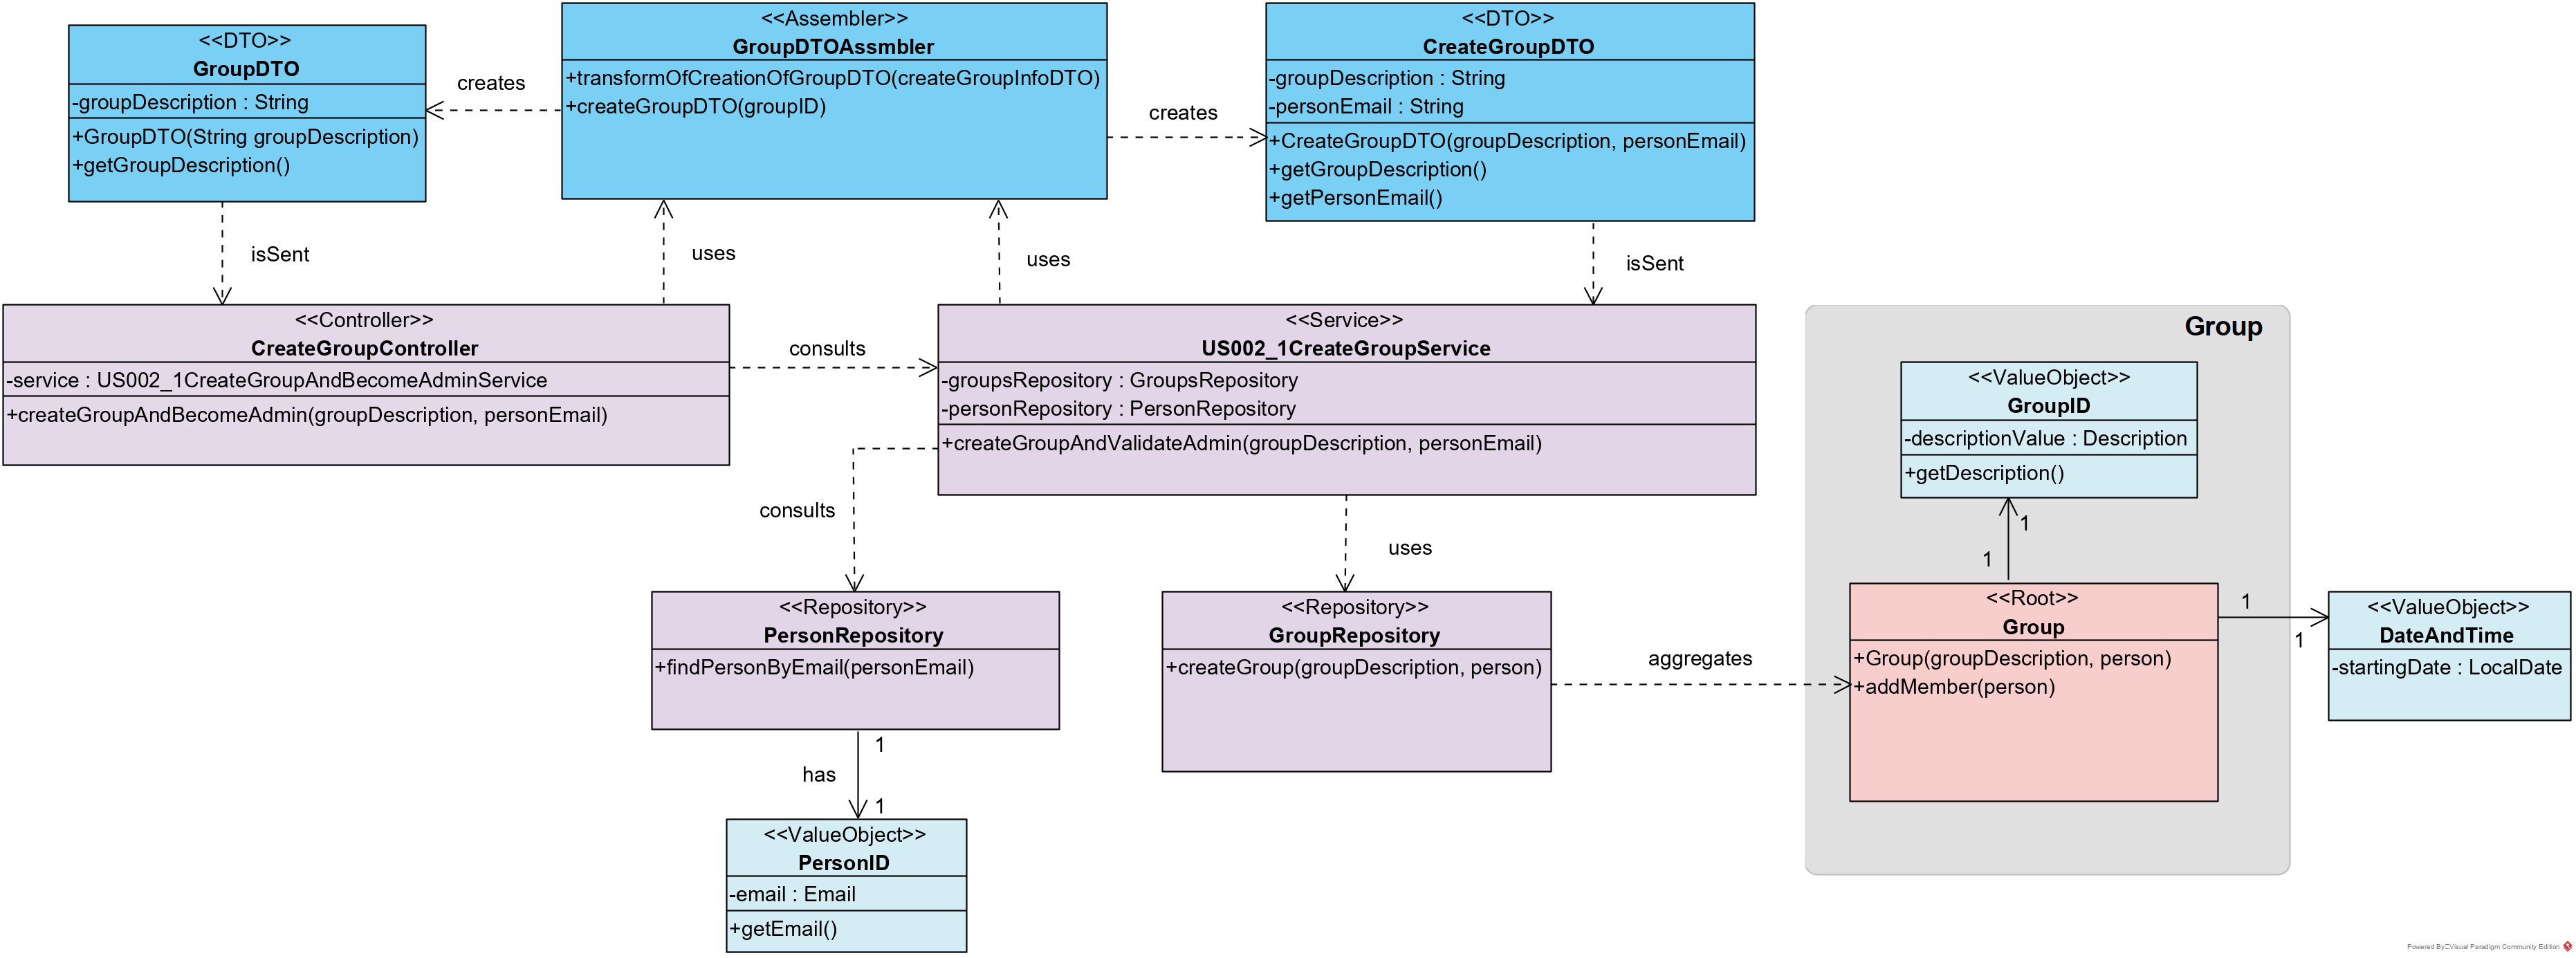 <<DTO>>
GroupDTO
-groupDescription : String
+GroupDTO(String groupDescription)
+getGroupDescription()
creates
<<Assembler>>
GroupDTOAssmbler
+transformOfCreationOfGroupDTO(createGroupInfoDTO)
+createGroupDTO(groupID)
creates
<<DTO>>
CreateGroupDTO
-groupDescription : String
-personEmail : String
+CreateGroupDTO(groupDescription, personEmail)
+getGroupDescription()
+getPersonEmail()
isSent
uses
uses
isSent
<<Controller>>
CreateGroupController
-service : US002_1CreateGroupAndBecomeAdminService
+createGroupAndBecomeAdmin(groupDescription, personEmail)
consults
<<Service>>
US002_1CreateGroupService
-groupsRepository : GroupsRepository
-personRepository : PersonRepository
+createGroupAndValidateAdmin(groupDescription, personEmail)
Group
<<ValueObject>>
GroupID
-descriptionValue : Description
+getDescription()
1
1
consults
uses
<<Repository>>
PersonRepository
+findPersonByEmail(personEmail)
<<Repository>>
GroupRepository
+createGroup(groupDescription, person)
aggregates
<<Root>>
Group
+Group(groupDescription, person)
+addMember(person)
1
1
<<ValueObject>>
DateAndTime
-startingDate : LocalDate
1
has
1
<<ValueObject>>
PersonID
-email : Email
+getEmail()
Powered By Visual Paradigm Community Edition